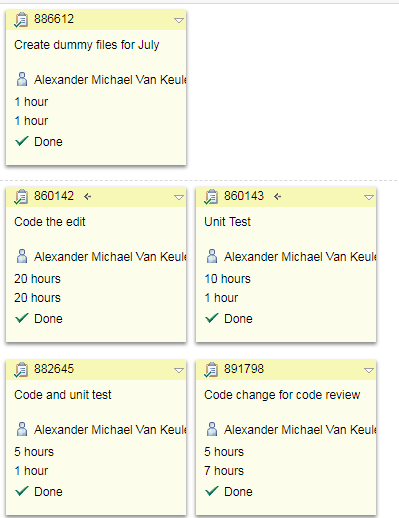 886612
Create dummy files for July
Alexander Michael Van Keule
1 hour
1 hour
Done
860142
Code the edit
Alexander Michael Van Keule
20 hours
20 hours
Done
860143
Unit Test
Alexander Michael Van Keule
10 hours
1 hour
Done
882645
Code and unit test
Alexander Michael Van Keule
5 hours
1 hour
Done
891798
Code change for code review
Alexander Michael Van Keule
5 hours
7 hours
Done